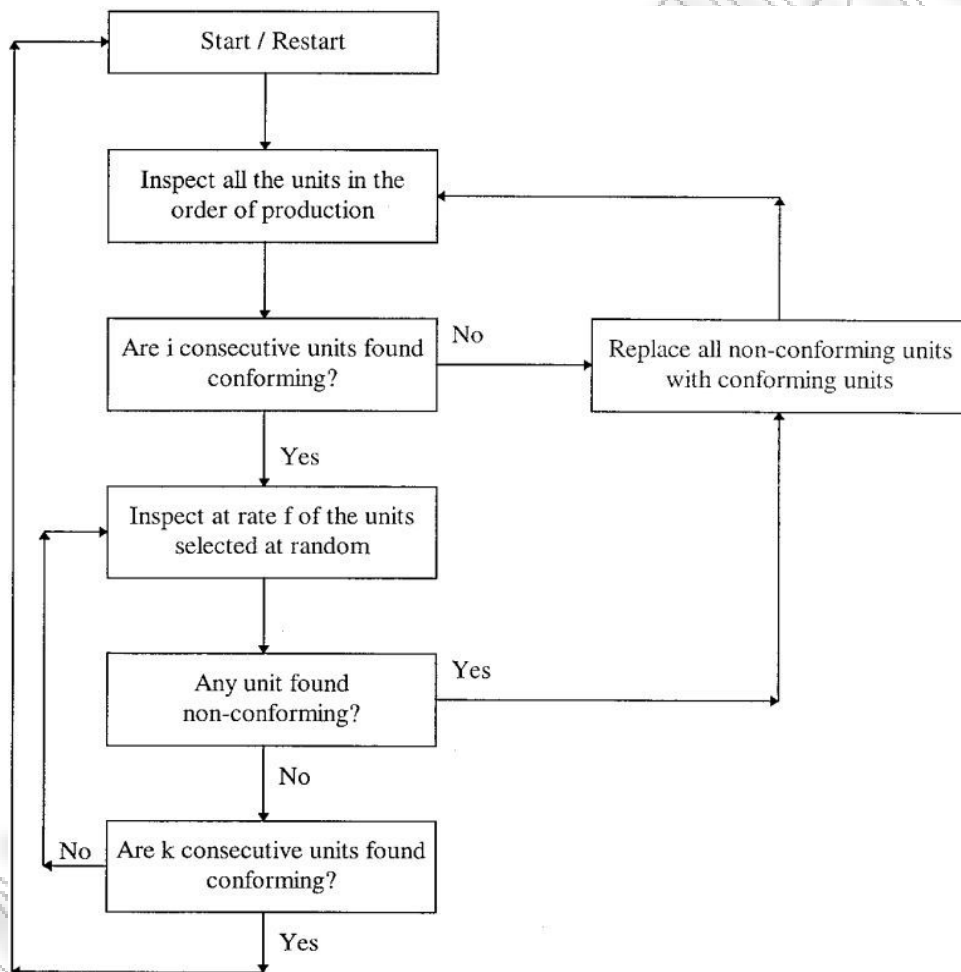 Start / Restart
Inspect all the units in the
order of production
Are i consecutive units found
conforming?
No
Replace all non-conforming units
with conforming units
Yes
Inspect at rate f of the units
selected at random
Any unit found
non-conforming?
Yes
No
Are k consecutive units found
conforming?
No
Yes